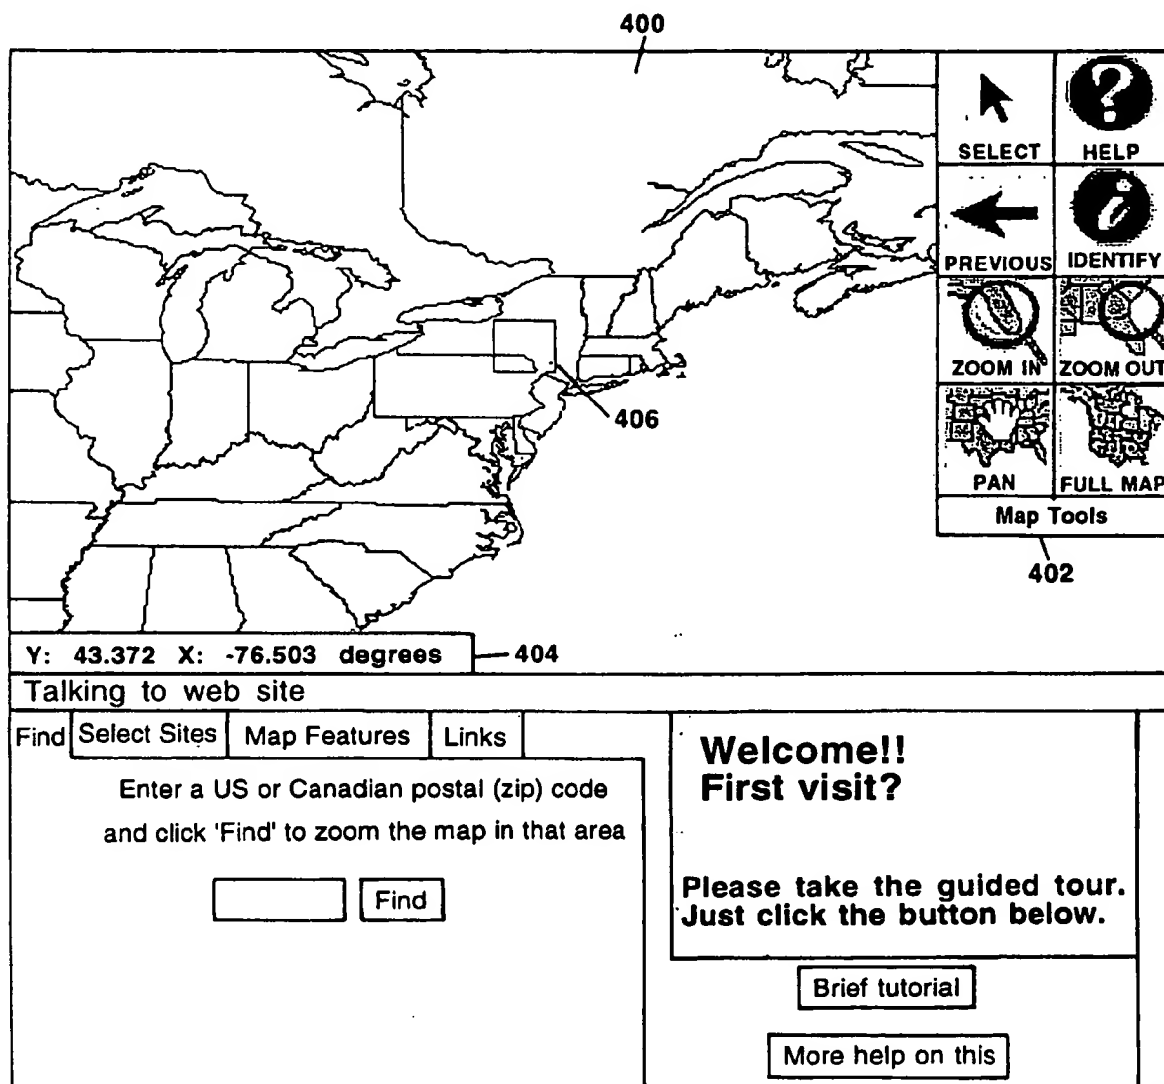 400
SELECT
HELP
PREVIOUS
IDENTIFY
ZOOM IN
ZOOM OUT
406
PAN
FULL MAP
Map Tools
402
Y: 43.372 X: -76.503 degrees
404
Talking to web site
Find
Select Sites
Map Features
Links
Enter a US or Canadian postal (zip) code
and click 'Find' to zoom the map in that area
Find
Welcome!!
First visit?
Please take the guided tour.
Just click the button below.
Brief tutorial
More help on this